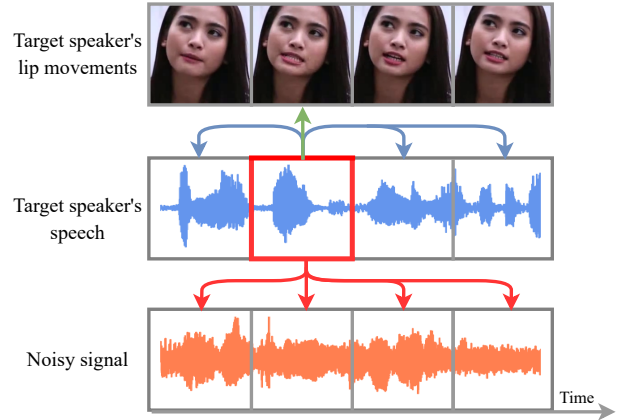 Target speaker's
lip movements
Target speaker's
speech
Noisy signal
Time